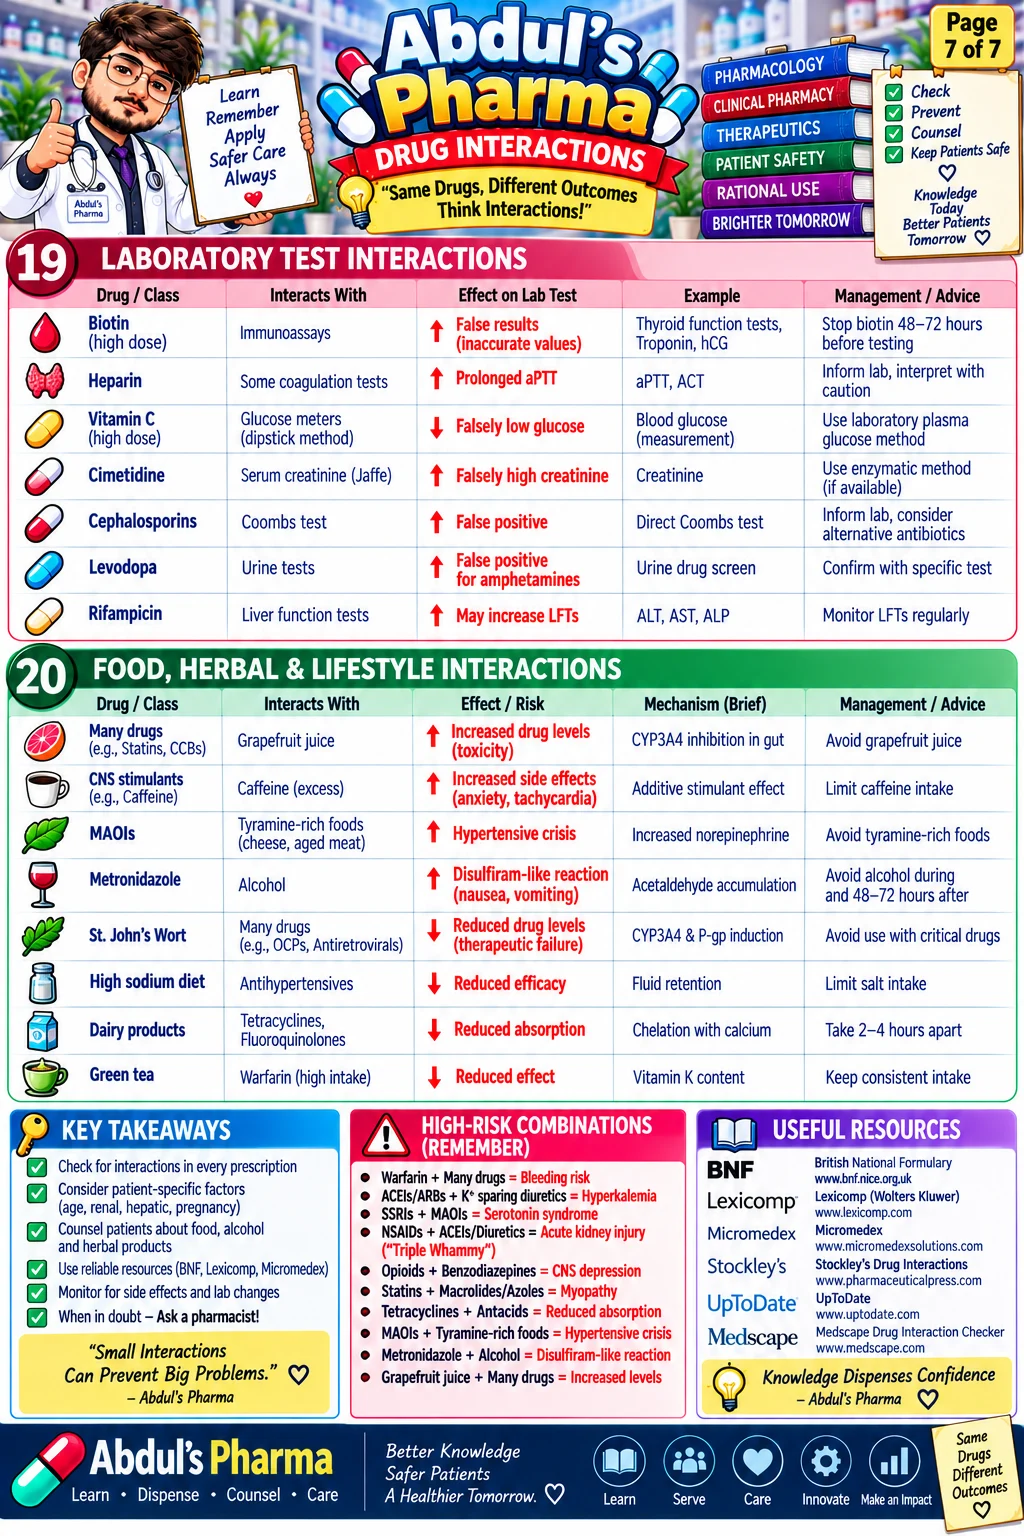 Learn
Remember
Apply
Safer Care
Always
Abdul's
Pharma
Abdul's
Pharma
DRUG INTERACTIONS
"Same Drugs, Different Outcomes
Think Interactions!"
PHARMACOLOGY
CLINICAL PHARMACY
THERAPEUTICS
PATIENT SAFETY
RATIONAL USE
BRIGHTER TOMORROW
Page
7 of 7
Check
Prevent
Counsel
Keep Patients Safe
Knowledge
Today
Better Patients
Tomorrow
19 LABORATORY TEST INTERACTIONS
Drug / Class Interacts With Effect on Lab Test Example Management / Advice
Biotin
(high dose)
Immunoassays
↑ False results
(inaccurate values)
Thyroid function tests,
Troponin, hCG
Stop biotin 48–72 hours
before testing
Heparin
Some coagulation tests
↑ Prolonged aPTT
aPTT, ACT
Inform lab, interpret with
caution
Vitamin C
(high dose)
Glucose meters
(dipstick method)
↓ Falsely low glucose
Blood glucose
(measurement)
Use laboratory plasma
glucose method
Cimetidine
Serum creatinine (Jaffe)
↑ Falsely high creatinine
Creatinine
Use enzymatic method
(if available)
Cephalosporins
Coombs test
↑ False positive
Direct Coombs test
Inform lab, consider
alternative antibiotics
Levodopa
Urine tests
↑ False positive
for amphetamines
Urine drug screen
Confirm with specific test
Rifampicin
Liver function tests
↑ May increase LFTs
ALT, AST, ALP
Monitor LFTs regularly
20 FOOD, HERBAL & LIFESTYLE INTERACTIONS
Drug / Class Interacts With Effect / Risk Mechanism (Brief) Management / Advice
Many drugs
(e.g., Statins, CCBs)
Grapefruit juice
↑ Increased drug levels
(toxicity)
CYP3A4 inhibition in gut
Avoid grapefruit juice
CNS stimulants
(e.g., Caffeine)
Caffeine (excess)
↑ Increased side effects
(anxiety, tachycardia)
Additive stimulant effect
Limit caffeine intake
MAOIs
Tyramine-rich foods
(cheese, aged meat)
↑ Hypertensive crisis
Increased norepinephrine
Avoid tyramine-rich foods
Metronidazole
Alcohol
↑ Disulfiram-like reaction
(nausea, vomiting)
Acetaldehyde accumulation
Avoid alcohol during
and 48–72 hours after
St. John's Wort
Many drugs
(e.g., OCPs, Antiretrovirals)
↓ Reduced drug levels
(therapeutic failure)
CYP3A4 & P-gp induction
Avoid use with critical drugs
High sodium diet
Antihypertensives
↓ Reduced efficacy
Fluid retention
Limit salt intake
Dairy products
Tetracyclines,
Fluoroquinolones
↓ Reduced absorption
Chelation with calcium
Take 2–4 hours apart
Green tea
Warfarin (high intake)
↓ Reduced effect
Vitamin K content
Keep consistent intake
KEY TAKEAWAYS
Check for interactions in every prescription
Consider patient-specific factors
(age, renal, hepatic, pregnancy)
Counsel patients about food, alcohol
and herbal products
Use reliable resources (BNF, Lexicomp, Micromedex)
Monitor for side effects and lab changes
When in doubt – Ask a pharmacist!
"Small Interactions
Can Prevent Big Problems."
– Abdul's Pharma
HIGH-RISK COMBINATIONS
(REMEMBER)
• Warfarin + Many drugs = Bleeding risk
• ACEIs/ARBs + K⁺ sparing diuretics = Hyperkalemia
• SSRIs + MAOIs = Serotonin syndrome
• NSAIDs + ACEIs/Diuretics = Acute kidney injury
("Triple Whammy")
• Opioids + Benzodiazepines = CNS depression
• Statins + Macrolides/Azoles = Myopathy
• Tetracyclines + Antacids = Reduced absorption
• MAOIs + Tyramine-rich foods = Hypertensive crisis
• Metronidazole + Alcohol = Disulfiram-like reaction
• Grapefruit juice + Many drugs = Increased levels
USEFUL RESOURCES
BNF
British National Formulary
www.bnf.nice.org.uk
Lexicomp
Lexicomp (Wolters Kluwer)
www.lexicomp.com
Micromedex
Micromedex
www.micromedexsolutions.com
Stockley's
Stockley's Drug Interactions
www.pharmaceuticalpress.com
UpToDate
UpToDate
www.uptodate.com
Medscape
Medscape Drug Interaction Checker
www.medscape.com
Knowledge Dispenses Confidence
– Abdul's Pharma
Abdul's Pharma
Learn • Dispense • Counsel • Care
Better Knowledge
Safer Patients
A Healthier Tomorrow.
Learn
Serve
Care
Innovate
Make an Impact
Same
Drugs
Different
Outcomes